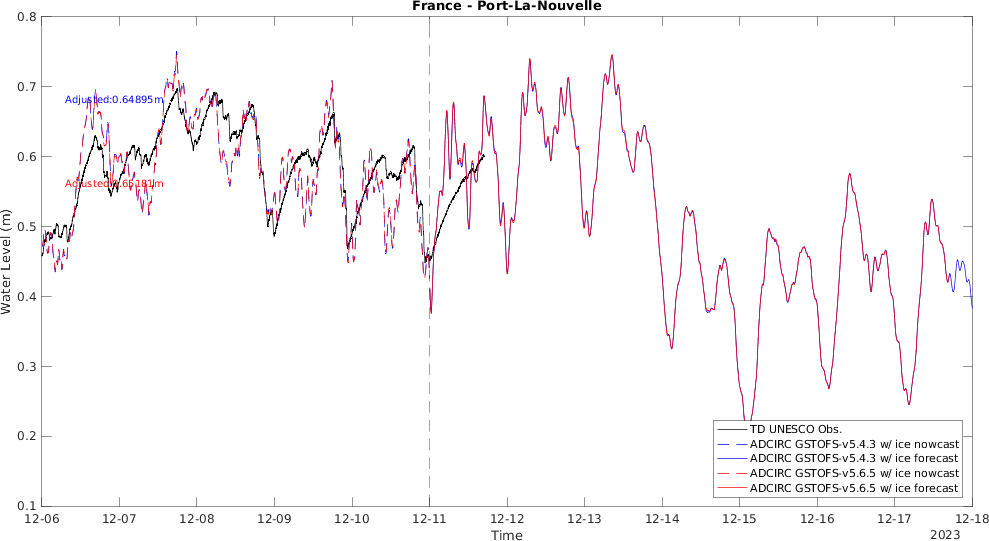 France - Port-La-Nouvelle
0.8
0.7
0.6
0.5
0.4
0.3
0.2
0.1
Water Level (m)
Adjusted:0.64895m
Adjusted:0.65181m
TD UNESCO Obs.
ADCIRC GSTOFS-v5.4.3 w/ ice nowcast
ADCIRC GSTOFS-v5.4.3 w/ ice forecast
ADCIRC GSTOFS-v5.6.5 w/ ice nowcast
ADCIRC GSTOFS-v5.6.5 w/ ice forecast
12-06 12-07 12-08 12-09 12-10 12-11 12-12 12-13 12-14 12-15 12-16 12-17 12-18
Time
2023